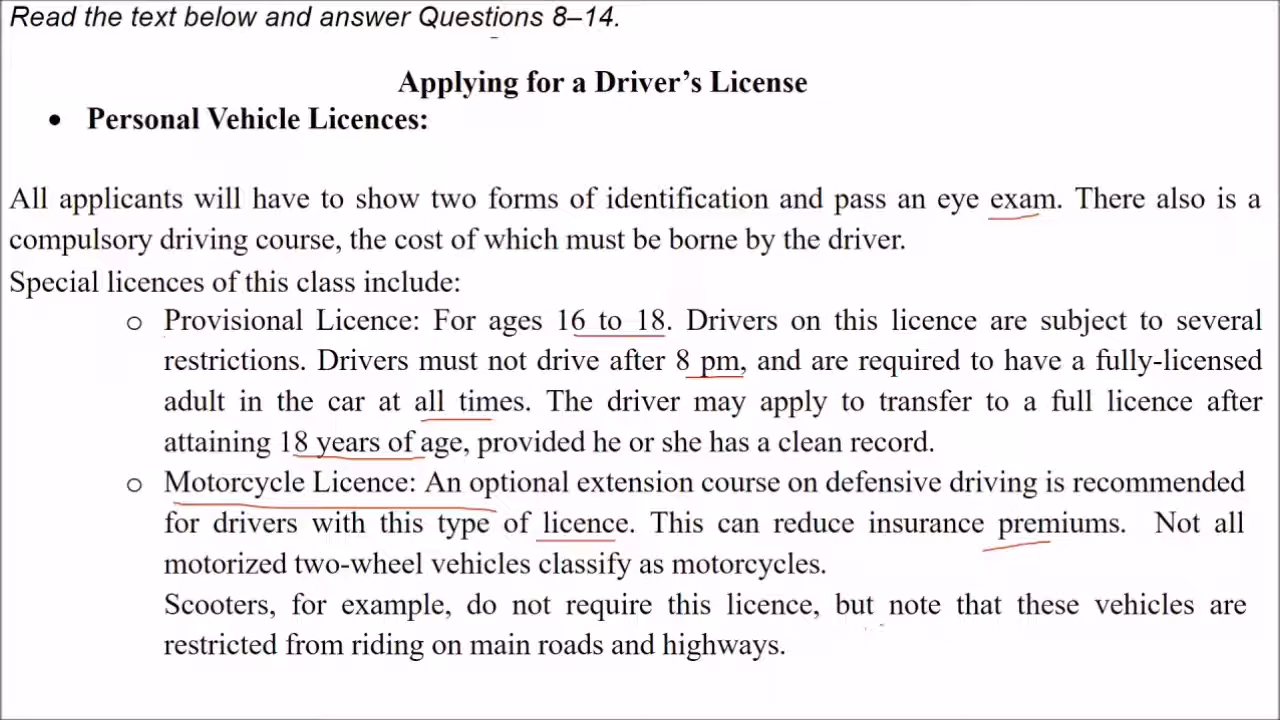 Read the text below and answer Questions 8–14.
Applying for a Driver's License
• Personal Vehicle Licences:
All applicants will have to show two forms of identification and pass an eye exam. There also is a
compulsory driving course, the cost of which must be borne by the driver.
Special licences of this class include:
o Provisional Licence: For ages 16 to 18. Drivers on this licence are subject to several
restrictions. Drivers must not drive after 8 pm, and are required to have a fully-licensed
adult in the car at all times. The driver may apply to transfer to a full licence after
attaining 18 years of age, provided he or she has a clean record.
o Motorcycle Licence: An optional extension course on defensive driving is recommended
for drivers with this type of licence. This can reduce insurance premiums. Not all
motorized two-wheel vehicles classify as motorcycles.
Scooters, for example, do not require this licence, but note that these vehicles are
restricted from riding on main roads and highways.